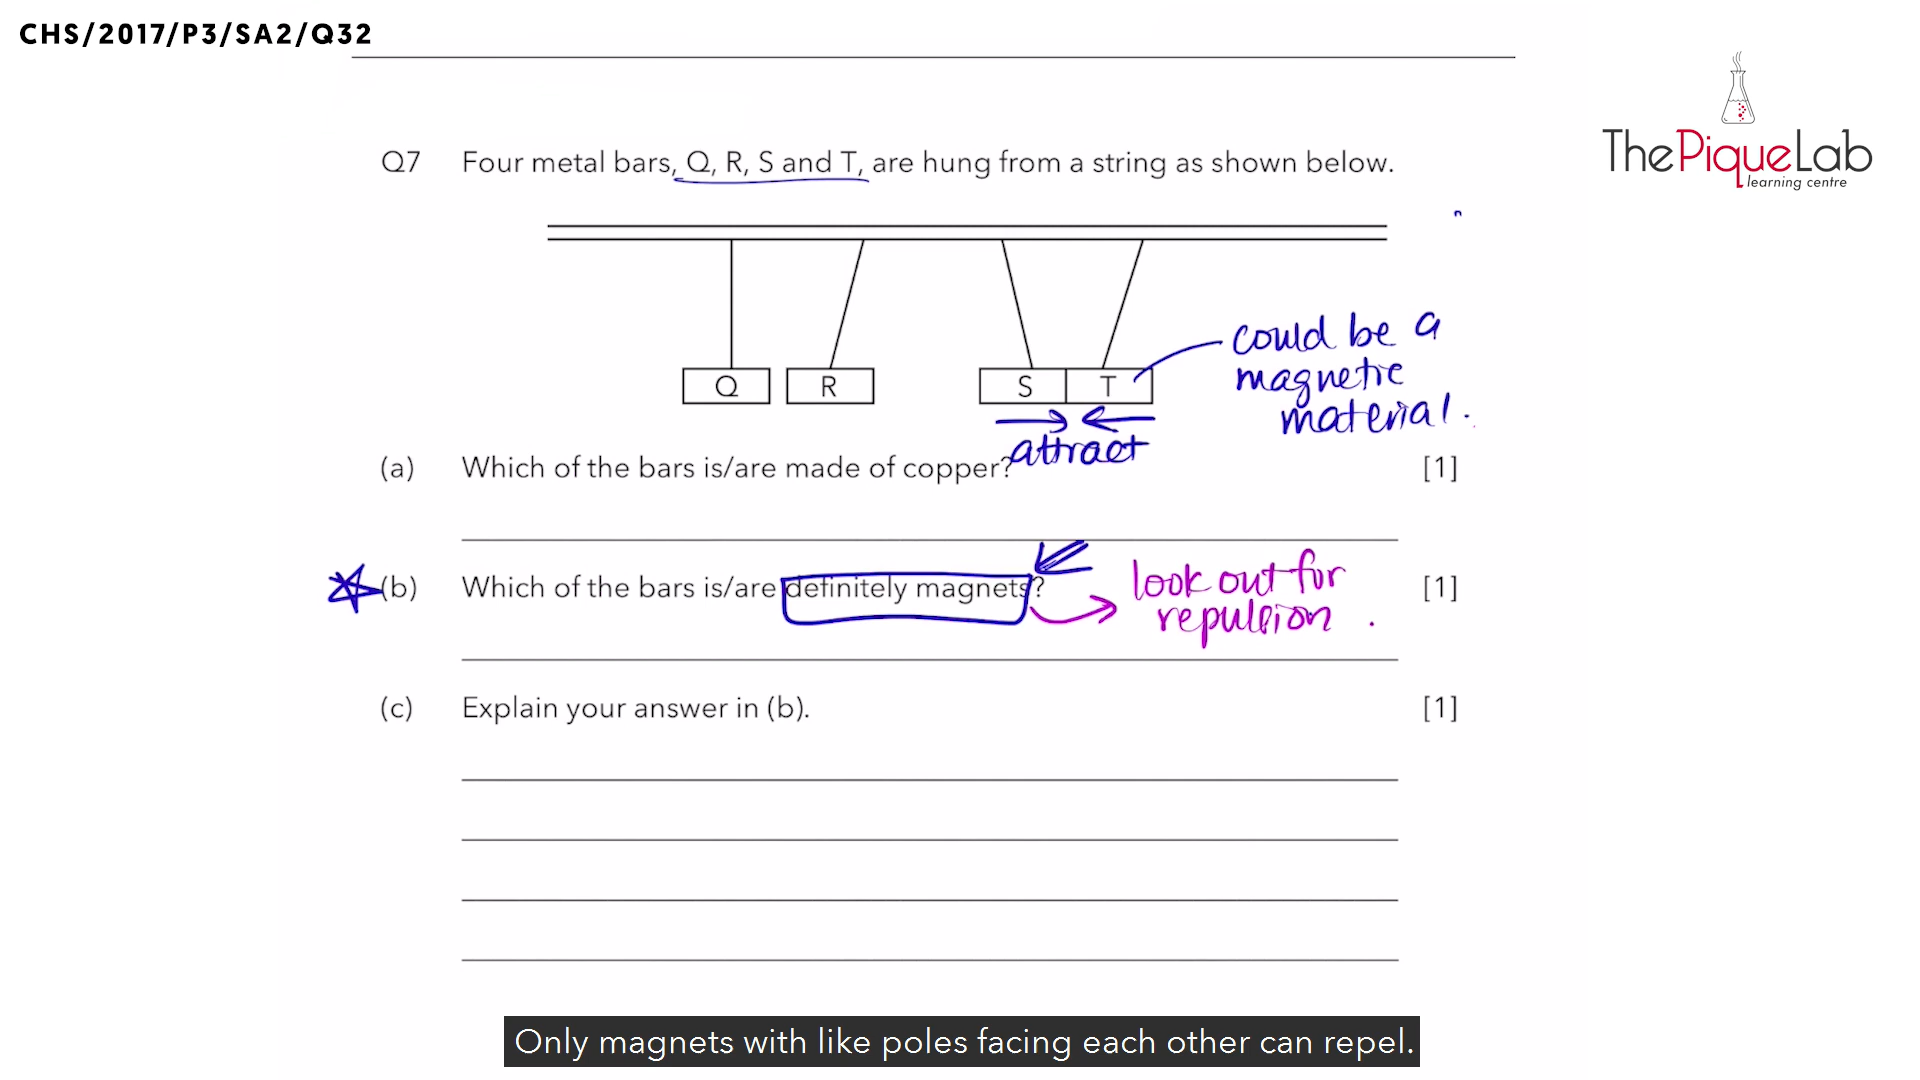 CHS/2017/P3/SA2/Q32
ThePiqueLab
learning centre
Q7 Four metal bars, Q, R, S and T, are hung from a string as shown below.
Q R S T
could be a
magnetic
material.
attract
(a) Which of the bars is/are made of copper? [1]
(b) Which of the bars is/are definitely magnets? [1]
look out for
repulsion.
(c) Explain your answer in (b). [1]
Only magnets with like poles facing each other can repel.